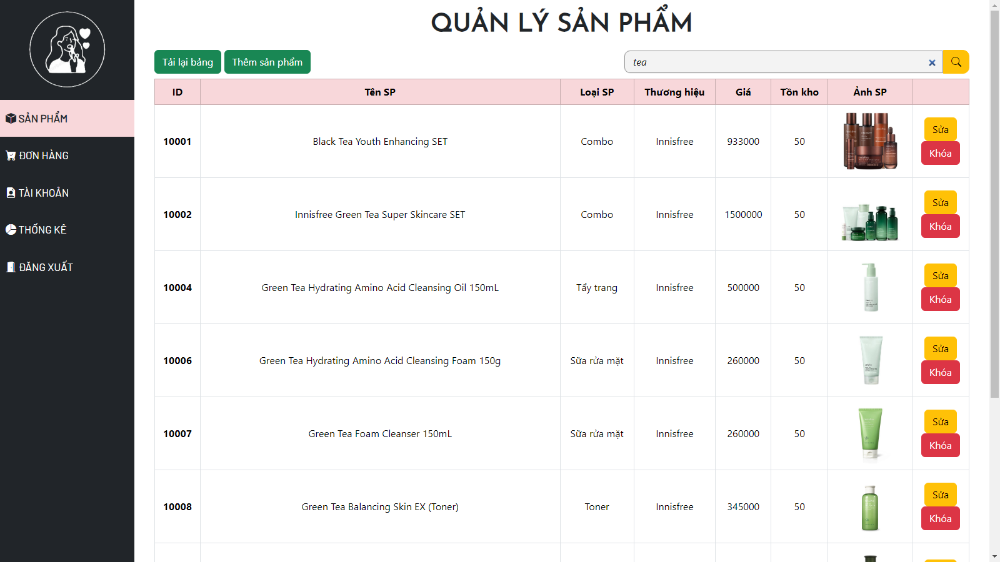 QUẢN LÝ SẢN PHẨM
Tải lại bảng
Thêm sản phẩm
tea
SẢN PHẨM
ĐƠN HÀNG
TÀI KHOẢN
THỐNG KÊ
ĐĂNG XUẤT
ID Tên SP Loại SP Thương hiệu Giá Tồn kho Ảnh SP
10001 Black Tea Youth Enhancing SET Combo Innisfree 933000 50 Sửa Khóa
10002 Innisfree Green Tea Super Skincare SET Combo Innisfree 1500000 50 Sửa Khóa
10004 Green Tea Hydrating Amino Acid Cleansing Oil 150mL Tẩy trang Innisfree 500000 50 Sửa Khóa
10006 Green Tea Hydrating Amino Acid Cleansing Foam 150g Sữa rửa mặt Innisfree 260000 50 Sửa Khóa
10007 Green Tea Foam Cleanser 150mL Sữa rửa mặt Innisfree 260000 50 Sửa Khóa
10008 Green Tea Balancing Skin EX (Toner) Toner Innisfree 345000 50 Sửa Khóa